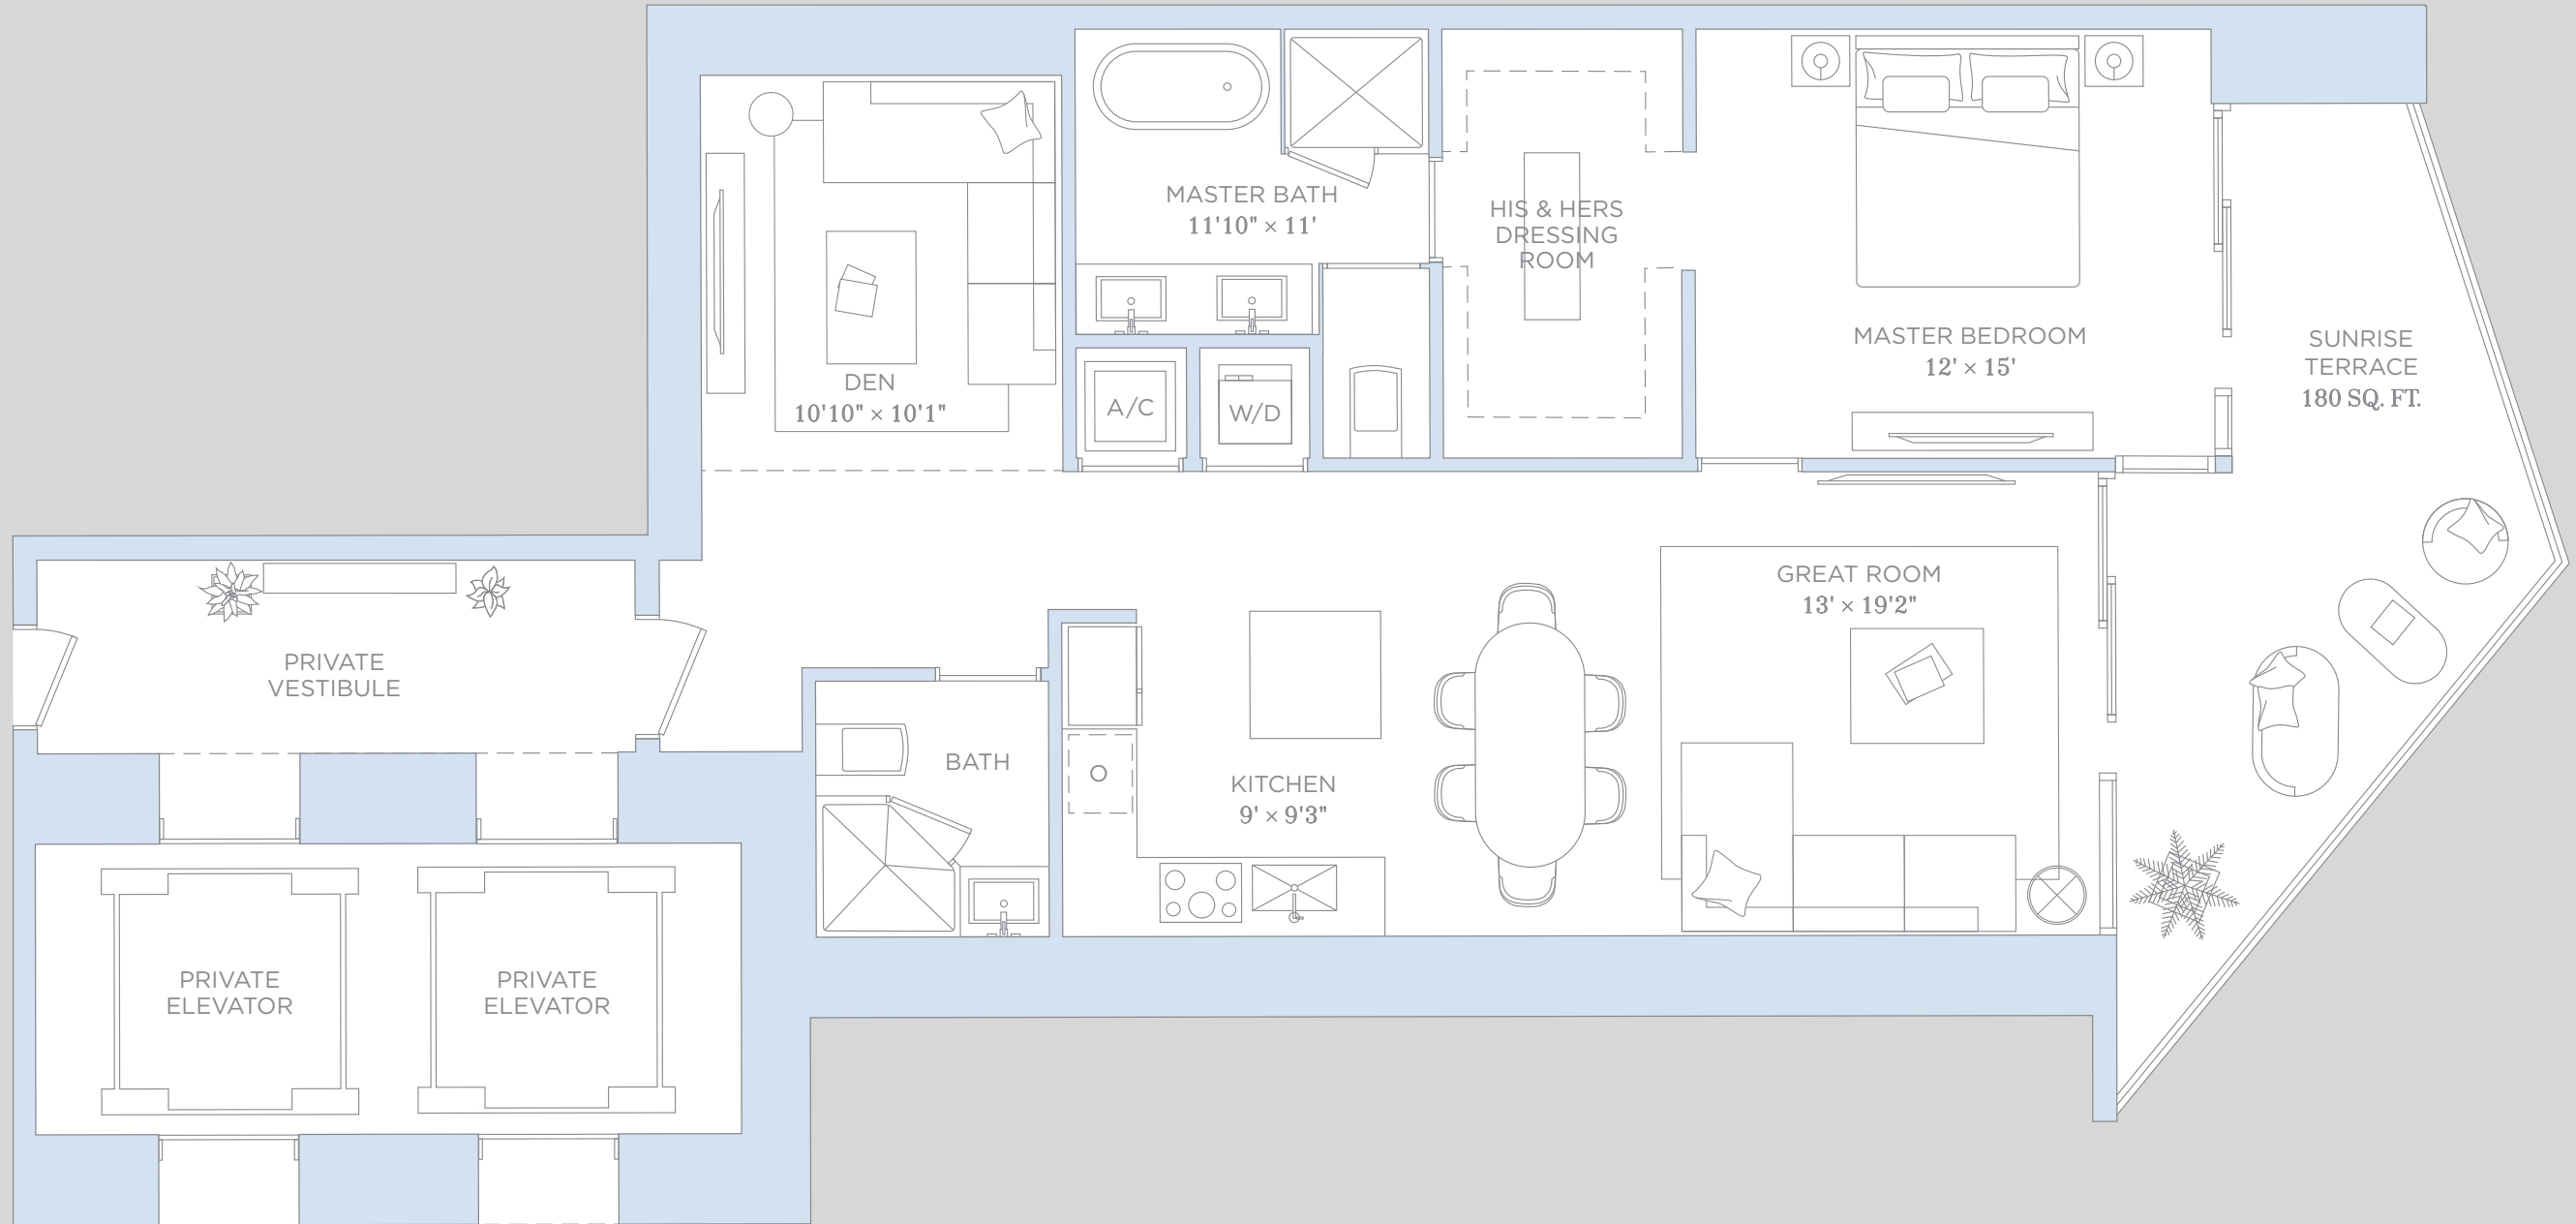 MASTER BATH
11'10" × 11'
HIS & HERS
DRESSING
ROOM
MASTER BEDROOM
12' × 15'
SUNRISE
TERRACE
180 SQ. FT.
DEN
10'10" × 10'1"
A/C
W/D
GREAT ROOM
13' × 19'2"
PRIVATE
VESTIBULE
BATH
KITCHEN
9' × 9'3"
PRIVATE
ELEVATOR
PRIVATE
ELEVATOR